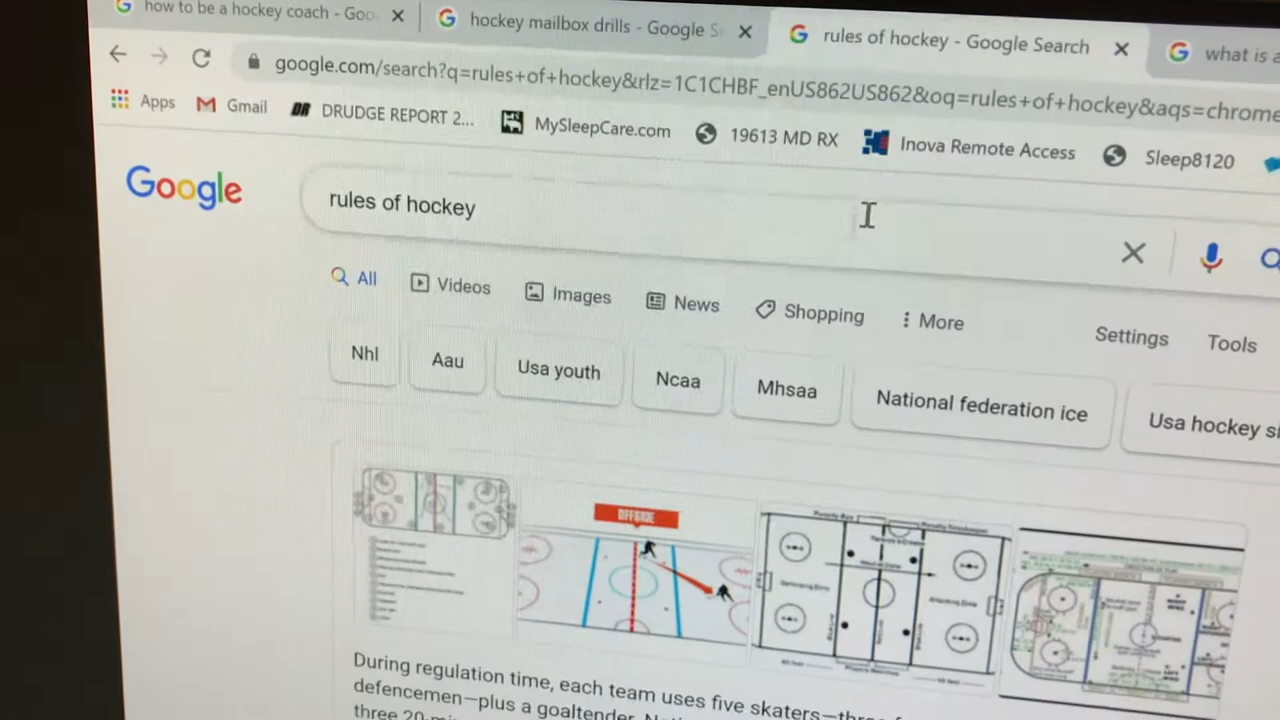 how to be a hockey coach - Goo
hockey mailbox drills - Google S
rules of hockey - Google Search
what is a
google.com/search?q=rules+of+hockey&rlz=1C1CHBF_enUS862US862&oq=rules+of+hockey&aqs=chrome
Apps
Gmail
DR DRUDGE REPORT 2...
MySleepCare.com
19613 MD RX
Inova Remote Access
Sleep8120
Google
rules of hockey
All
Videos
Images
News
Shopping
More
Settings
Tools
Nhl
Aau
Usa youth
Ncaa
Mhsaa
National federation ice
Usa hockey
OFFSIDE
During regulation time, each team uses five skaters—three
defencemen—plus a goaltender.
three 20-